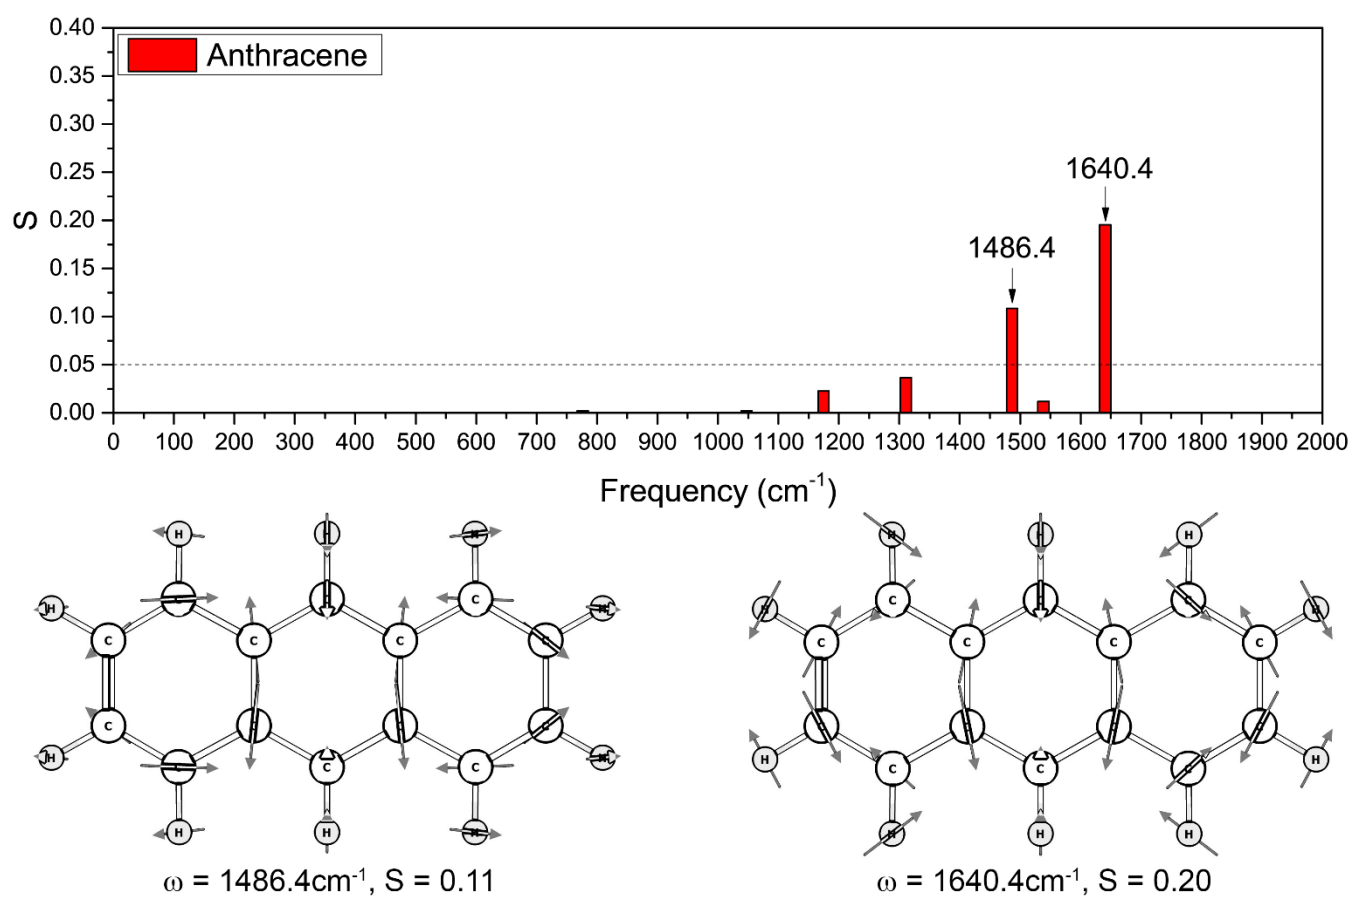 0.40
Anthracene
0.35
0.30
0.25
1640.4
S
0.20
1486.4
0.15
0.10
0.05
0.00
0 100 200 300 400 500 600 700 800 900 1000 1100 1200 1300 1400 1500 1600 1700 1800 1900 2000
Frequency (cm⁻¹)
H H H H H
H H H H
C C C C C C
C C C C C C C C
C C C C C C C C
C C C C
H H H H
H H H H
ω = 1486.4cm⁻¹, S = 0.11 ω = 1640.4cm⁻¹, S = 0.20